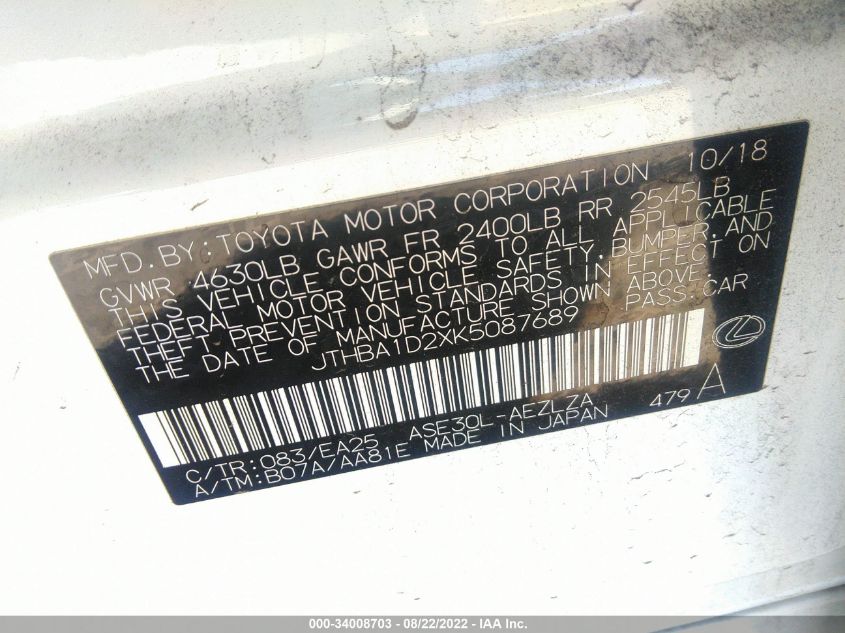 MFD.BY:TOYOTA MOTOR CORPORATION 10/18
GVWR 4630LB GAWR FR 2400LB RR 2545LB
THIS VEHICLE CONFORMS TO ALL APPLICABLE
FEDERAL MOTOR VEHICLE SAFETY,BUMPER,AND
THEFT PREVENTION STANDARDS IN EFFECT ON
THE DATE OF MANUFACTURE SHOWN ABOVE.
JTHBA1D2XK5087689 PASS.CAR
C/TR:083/EA25 ASE30L-AEZLZA 479 A
A/TM:B07A/AA81E MADE IN JAPAN
000-34008703 - 08/22/2022 - IAA Inc.